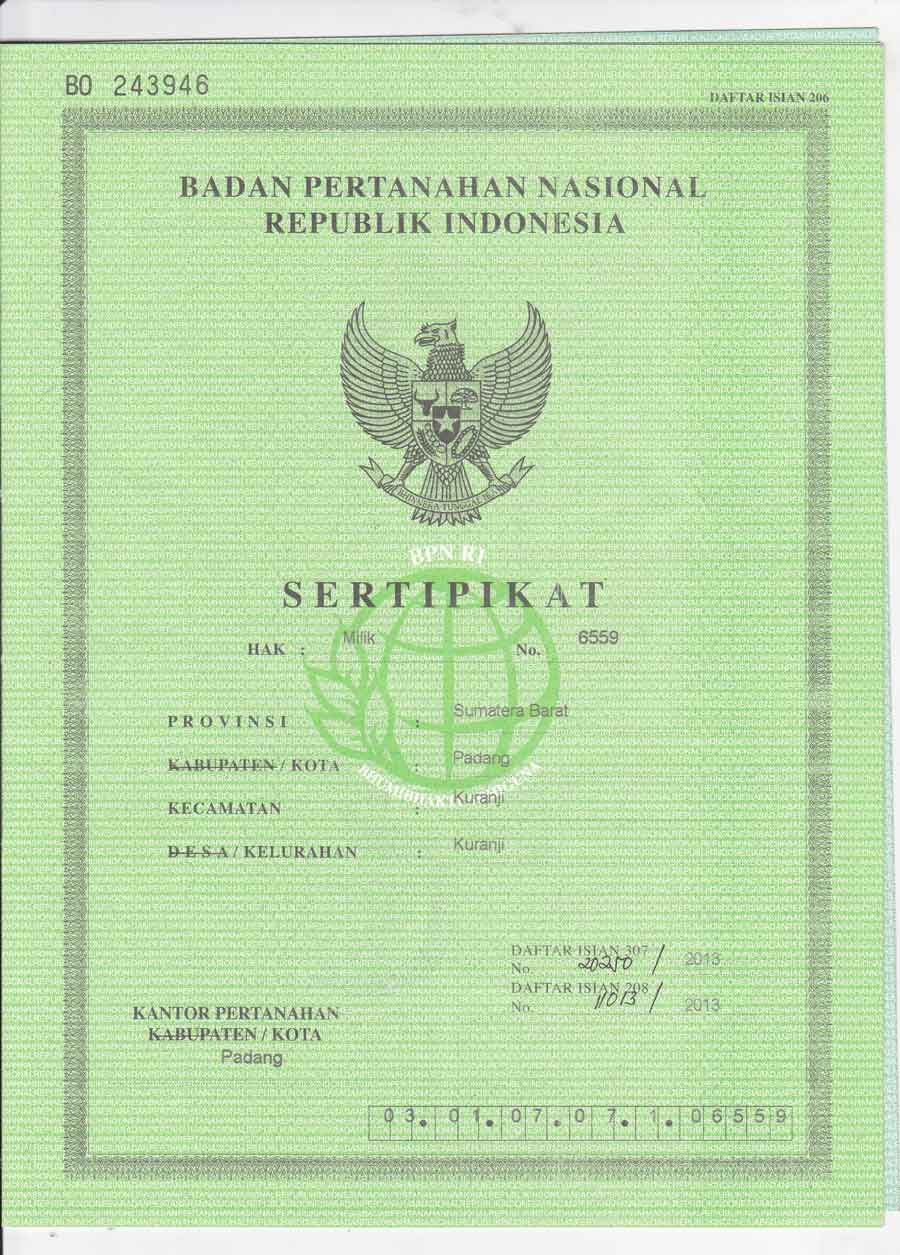 BO 243946
DAFTAR ISIAN 206
BADAN PERTANAHAN NASIONAL
REPUBLIK INDONESIA
BHINNEKA TUNGGAL IKA
BPN RI
SERTIPIKAT
HAK : Milik No. 6559
PROVINSI : Sumatera Barat
KABUPATEN / KOTA : Padang
KECAMATAN : Kuranji
DESA / KELURAHAN : Kuranji
DAFTAR ISIAN 307
No. 20250 / 2013
DAFTAR ISIAN 208
No. 11013 / 2013
KANTOR PERTANAHAN
KABUPATEN / KOTA
Padang
03.01.07.07.1.06559